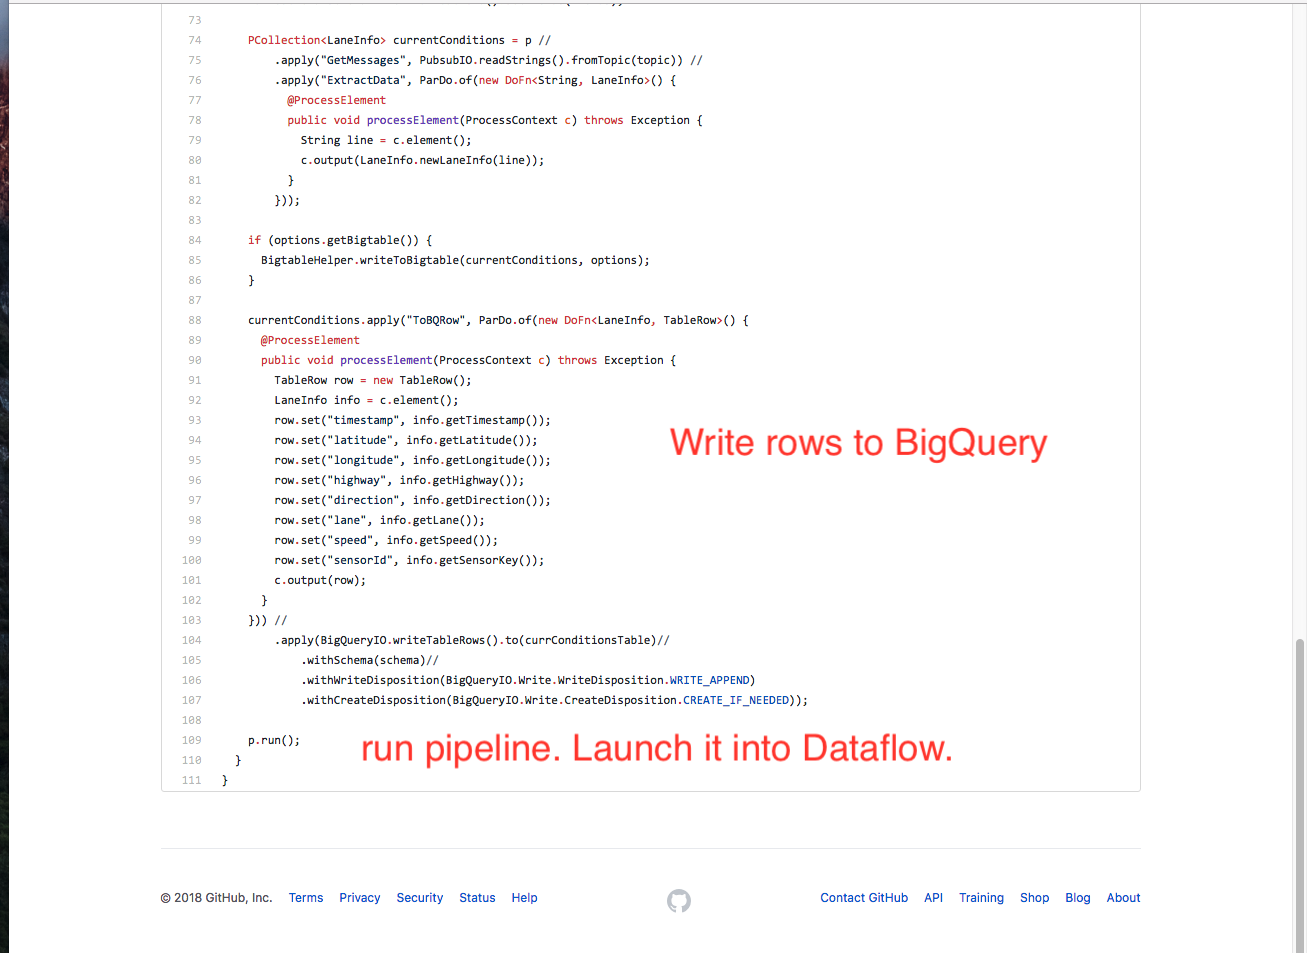 73
74 PCollection<LaneInfo> currentConditions = p //
75 .apply("GetMessages", PubsubIO.readStrings().fromTopic(topic)) //
76 .apply("ExtractData", ParDo.of(new DoFn<String, LaneInfo>() {
77 @ProcessElement
78 public void processElement(ProcessContext c) throws Exception {
79 String line = c.element();
80 c.output(LaneInfo.newLaneInfo(line));
81 }
82 }));
83
84 if (options.getBigtable()) {
85 BigtableHelper.writeToBigtable(currentConditions, options);
86 }
87
88 currentConditions.apply("ToBQRow", ParDo.of(new DoFn<LaneInfo, TableRow>() {
89 @ProcessElement
90 public void processElement(ProcessContext c) throws Exception {
91 TableRow row = new TableRow();
92 LaneInfo info = c.element();
93 row.set("timestamp", info.getTimestamp());
94 row.set("latitude", info.getLatitude());
Write rows to BigQuery
95 row.set("longitude", info.getLongitude());
96 row.set("highway", info.getHighway());
97 row.set("direction", info.getDirection());
98 row.set("lane", info.getLane());
99 row.set("speed", info.getSpeed());
100 row.set("sensorId", info.getSensorKey());
101 c.output(row);
102 }
103 })) //
104 .apply(BigQueryIO.writeTableRows().to(currConditionsTable)//
105 .withSchema(schema)//
106 .withWriteDisposition(BigQueryIO.Write.WriteDisposition.WRITE_APPEND)
107 .withCreateDisposition(BigQueryIO.Write.CreateDisposition.CREATE_IF_NEEDED));
108
109 p.run();
run pipeline. Launch it into Dataflow.
110 }
111 }
© 2018 GitHub, Inc. Terms Privacy Security Status Help Contact GitHub API Training Shop Blog About